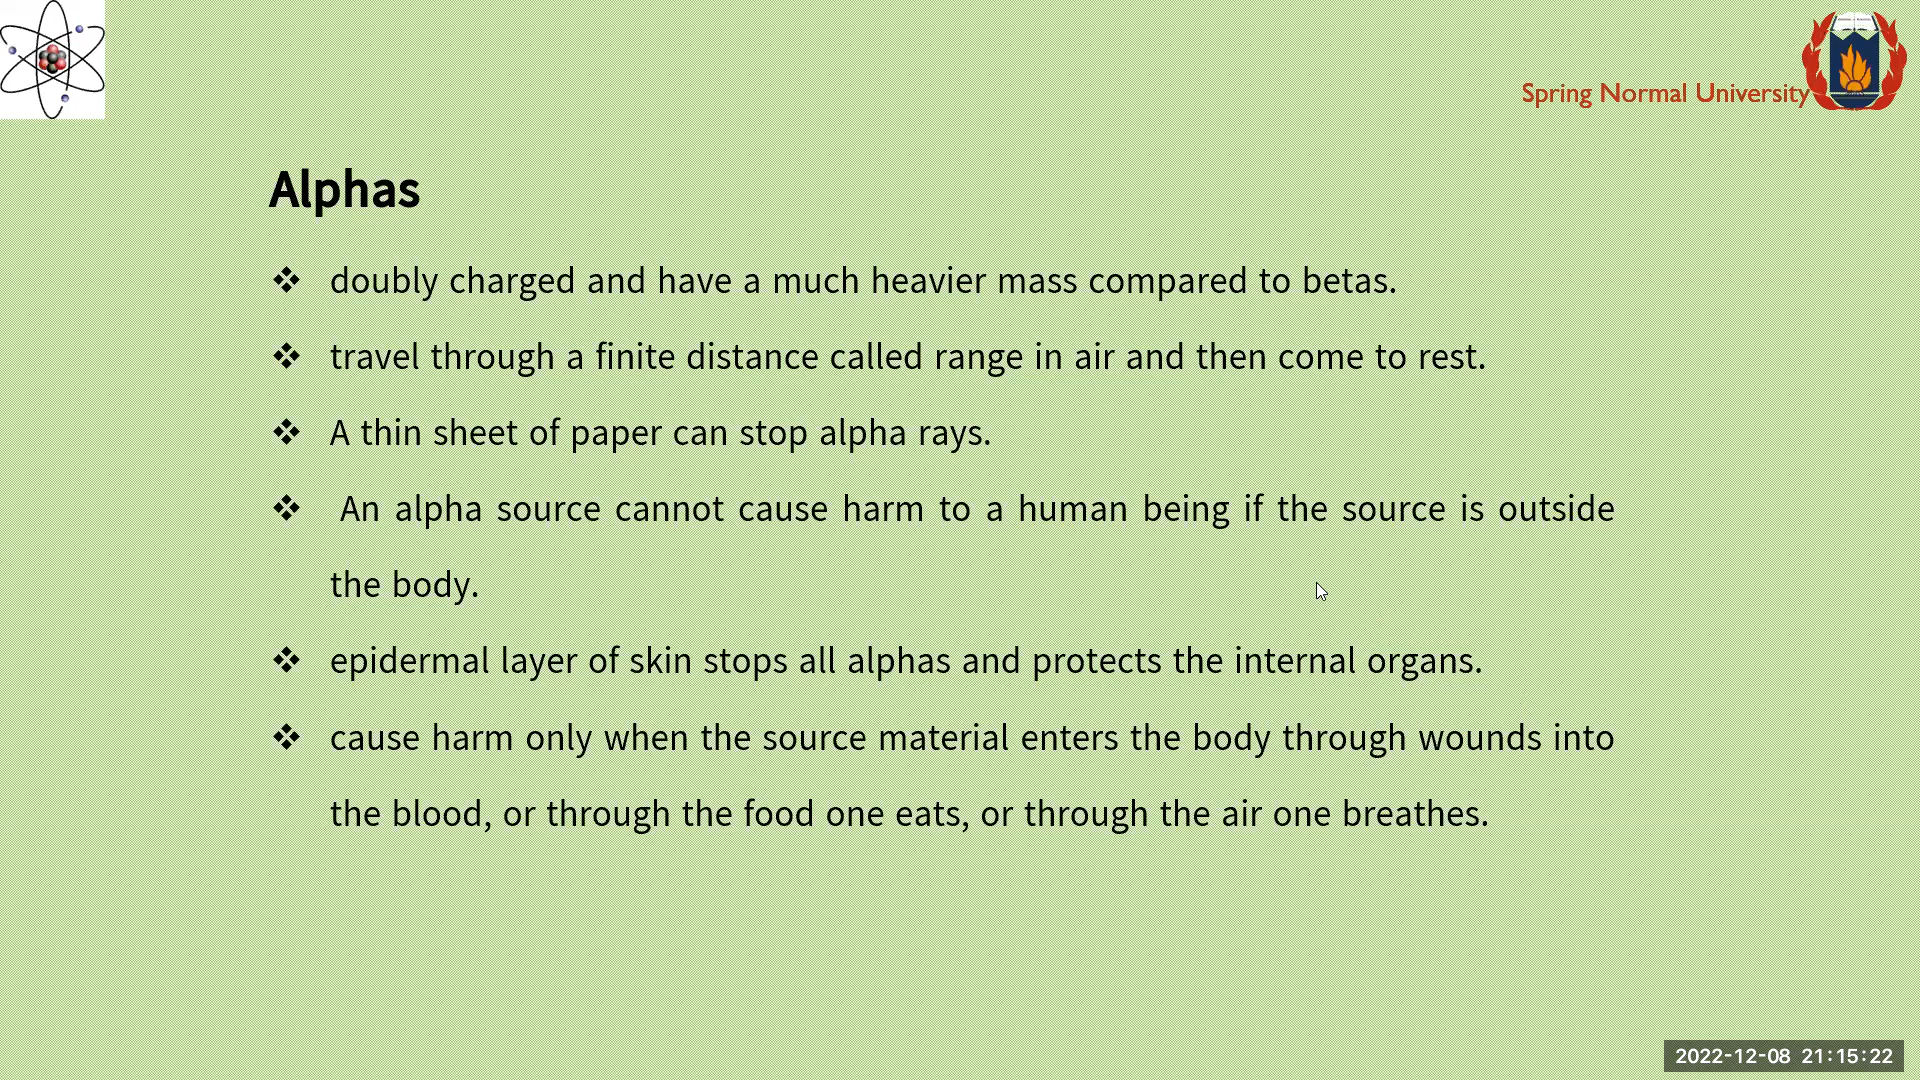 Spring Normal University
Alphas
❖ doubly charged and have a much heavier mass compared to betas.
❖ travel through a finite distance called range in air and then come to rest.
❖ A thin sheet of paper can stop alpha rays.
❖ An alpha source cannot cause harm to a human being if the source is outside
the body.
❖ epidermal layer of skin stops all alphas and protects the internal organs.
❖ cause harm only when the source material enters the body through wounds into
the blood, or through the food one eats, or through the air one breathes.
2022-12-08 21:15:22